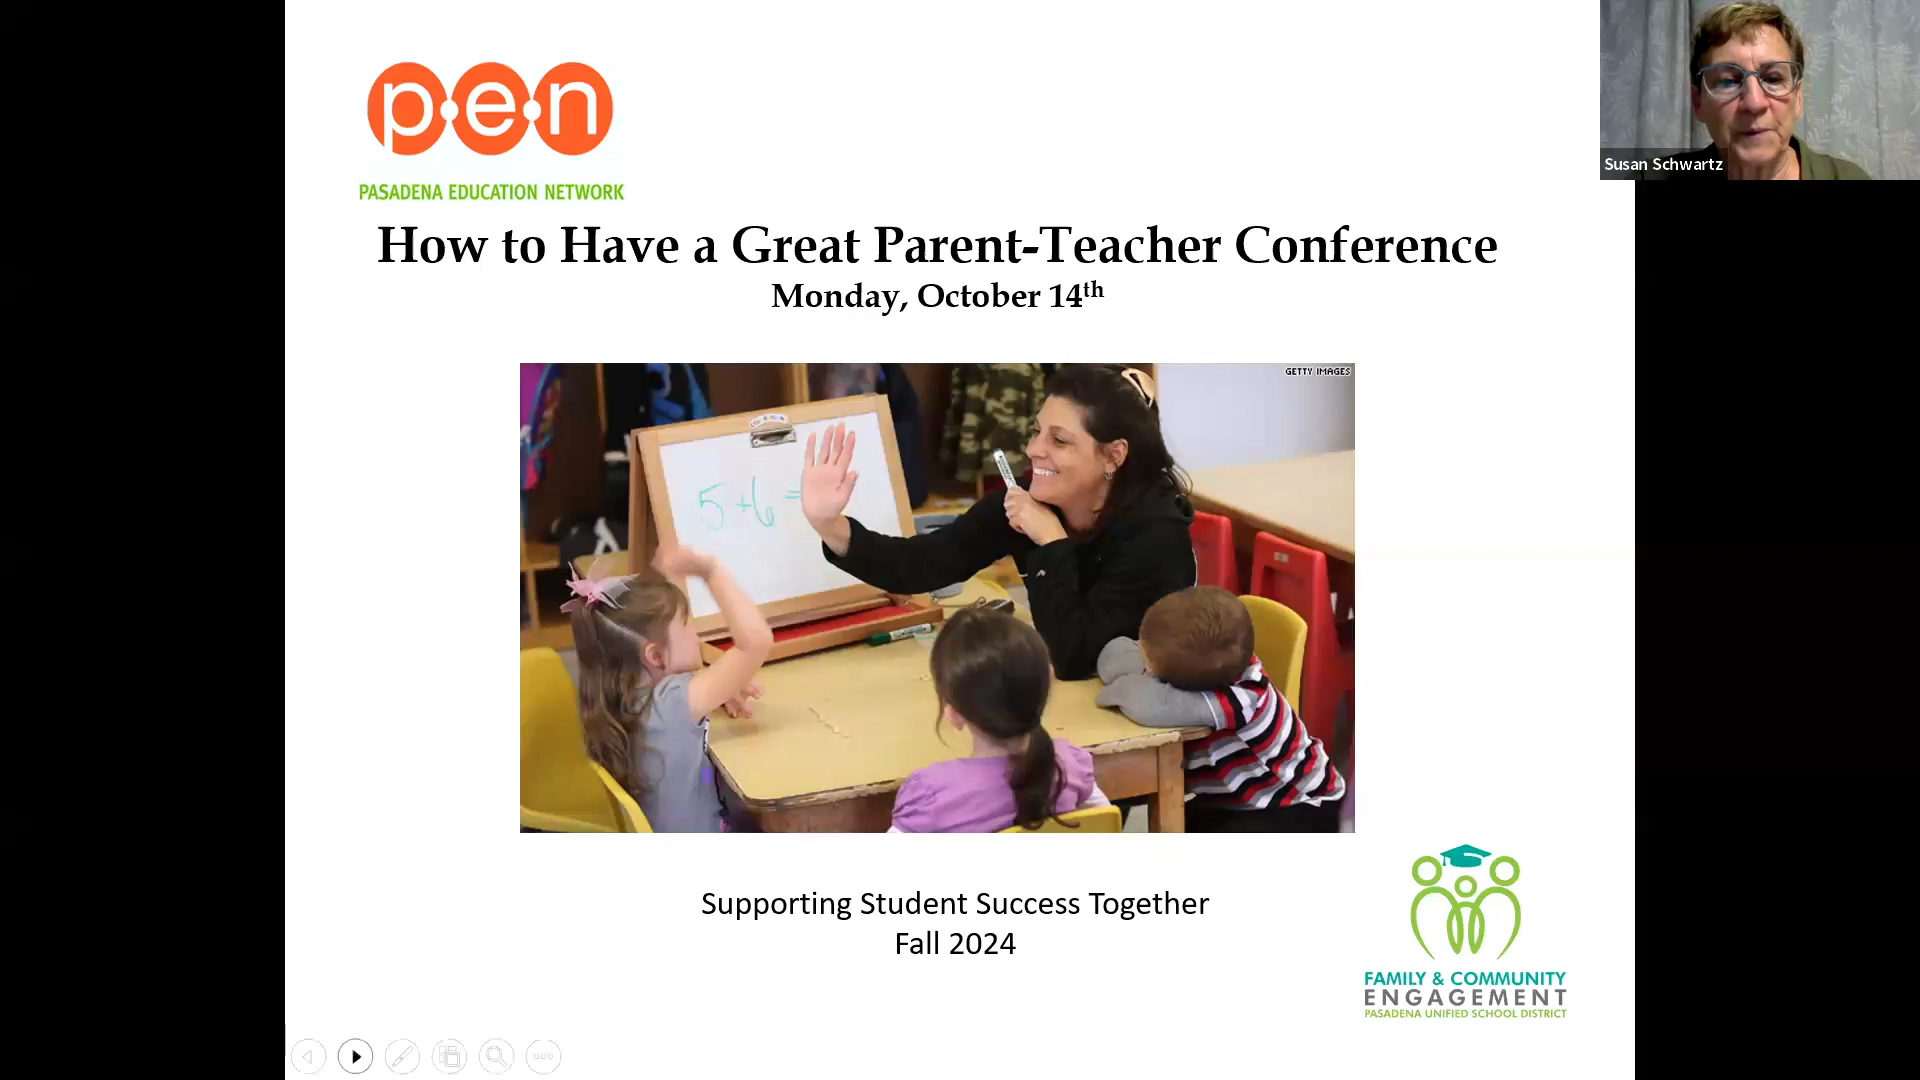 p·e·n
PASADENA EDUCATION NETWORK
Susan Schwartz
How to Have a Great Parent-Teacher Conference
Monday, October 14th
GETTY IMAGES
5 + 6 =
Supporting Student Success Together
Fall 2024
FAMILY & COMMUNITY
ENGAGEMENT
PASADENA UNIFIED SCHOOL DISTRICT